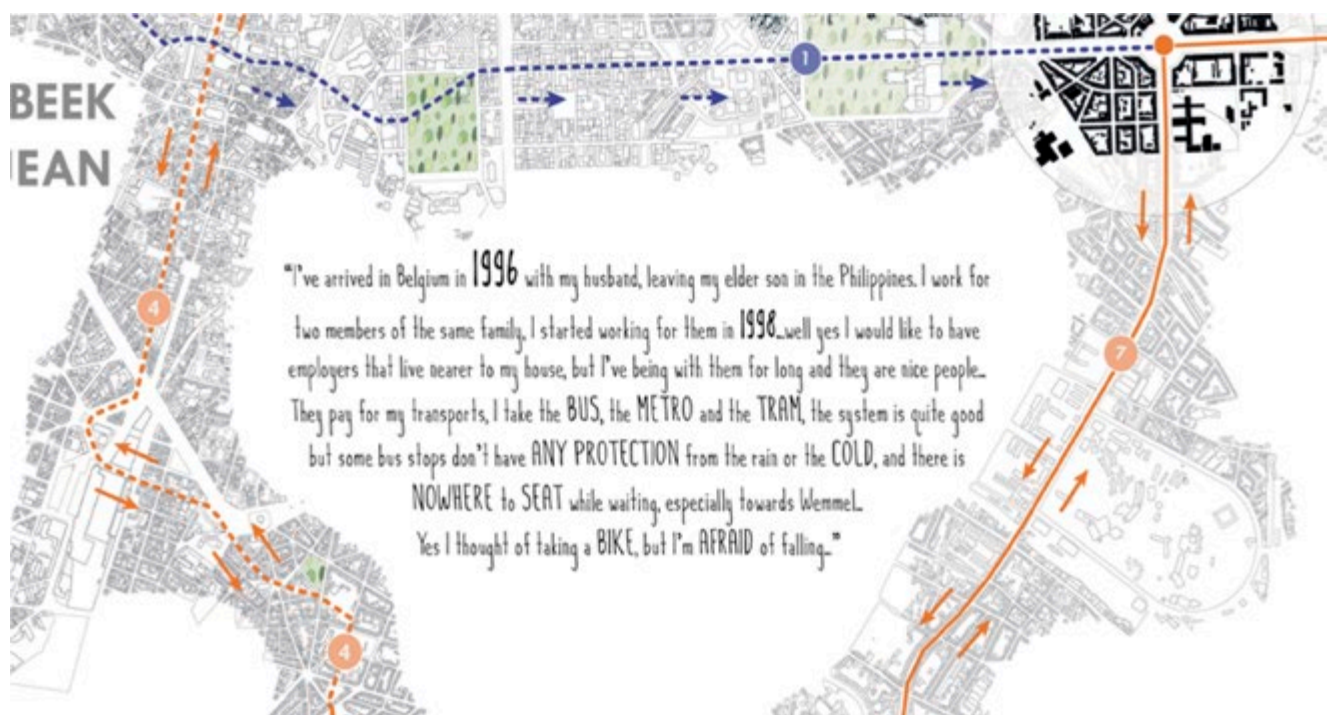 1
BEEK
EAN
4
"I've arrived in Belgium in 1996 with my husband, leaving my elder son in the Philippines. I work for
two members of the same family. I started working for them in 1998...well yes I would like to have
employers that live nearer to my house, but I've being with them for long and they are nice people...
They pay for my transports, I take the BUS, the METRO and the TRAM, the system is quite good
but some bus stops don't have ANY PROTECTION from the rain or the COLD, and there is
NOWHERE to SEAT while waiting, especially towards Wemmel...
Yes I thought of taking a BIKE, but I'm AFRAID of falling..."
7
4